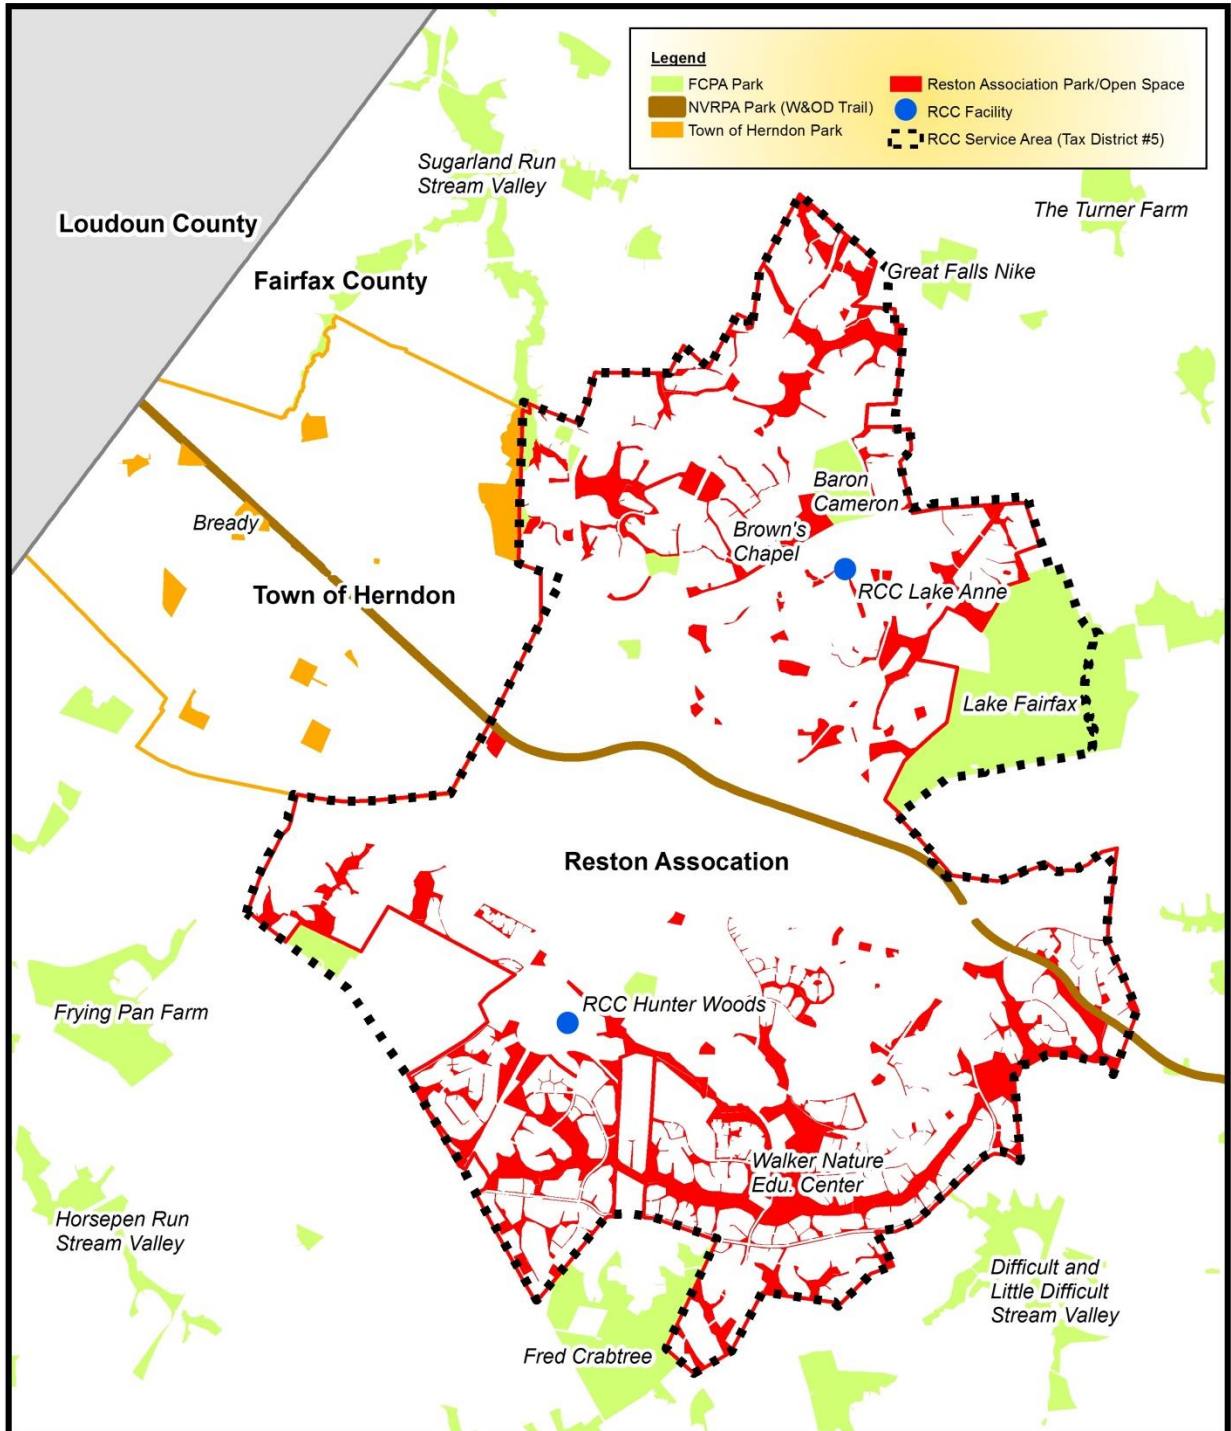 Legend
FCPA Park
NVRPA Park (W&OD Trail)
Town of Herndon Park
Reston Association Park/Open Space
RCC Facility
RCC Service Area (Tax District #5)
Sugarland Run
Stream Valley
The Turner Farm
Loudoun County
Fairfax County
Great Falls Nike
Baron
Cameron
Bready
Brown's
Chapel
Town of Herndon
RCC Lake Anne
Lake Fairfax
Reston Assocation
Frying Pan Farm
RCC Hunter Woods
Walker Nature
Edu. Center
Horsepen Run
Stream Valley
Difficult and
Little Difficult
Stream Valley
Fred Crabtree